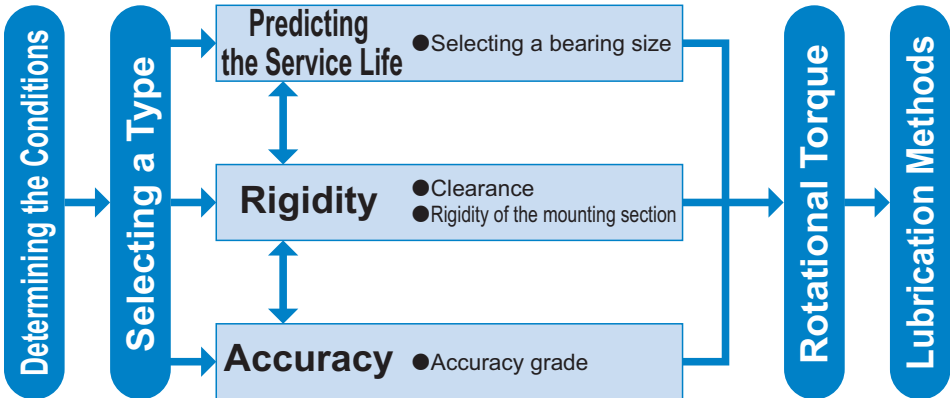 Determining the Conditions
Selecting a Type
Predicting
the Service Life
●Selecting a bearing size
Rigidity
●Clearance
●Rigidity of the mounting section
Accuracy
●Accuracy grade
Rotational Torque
Lubrication Methods